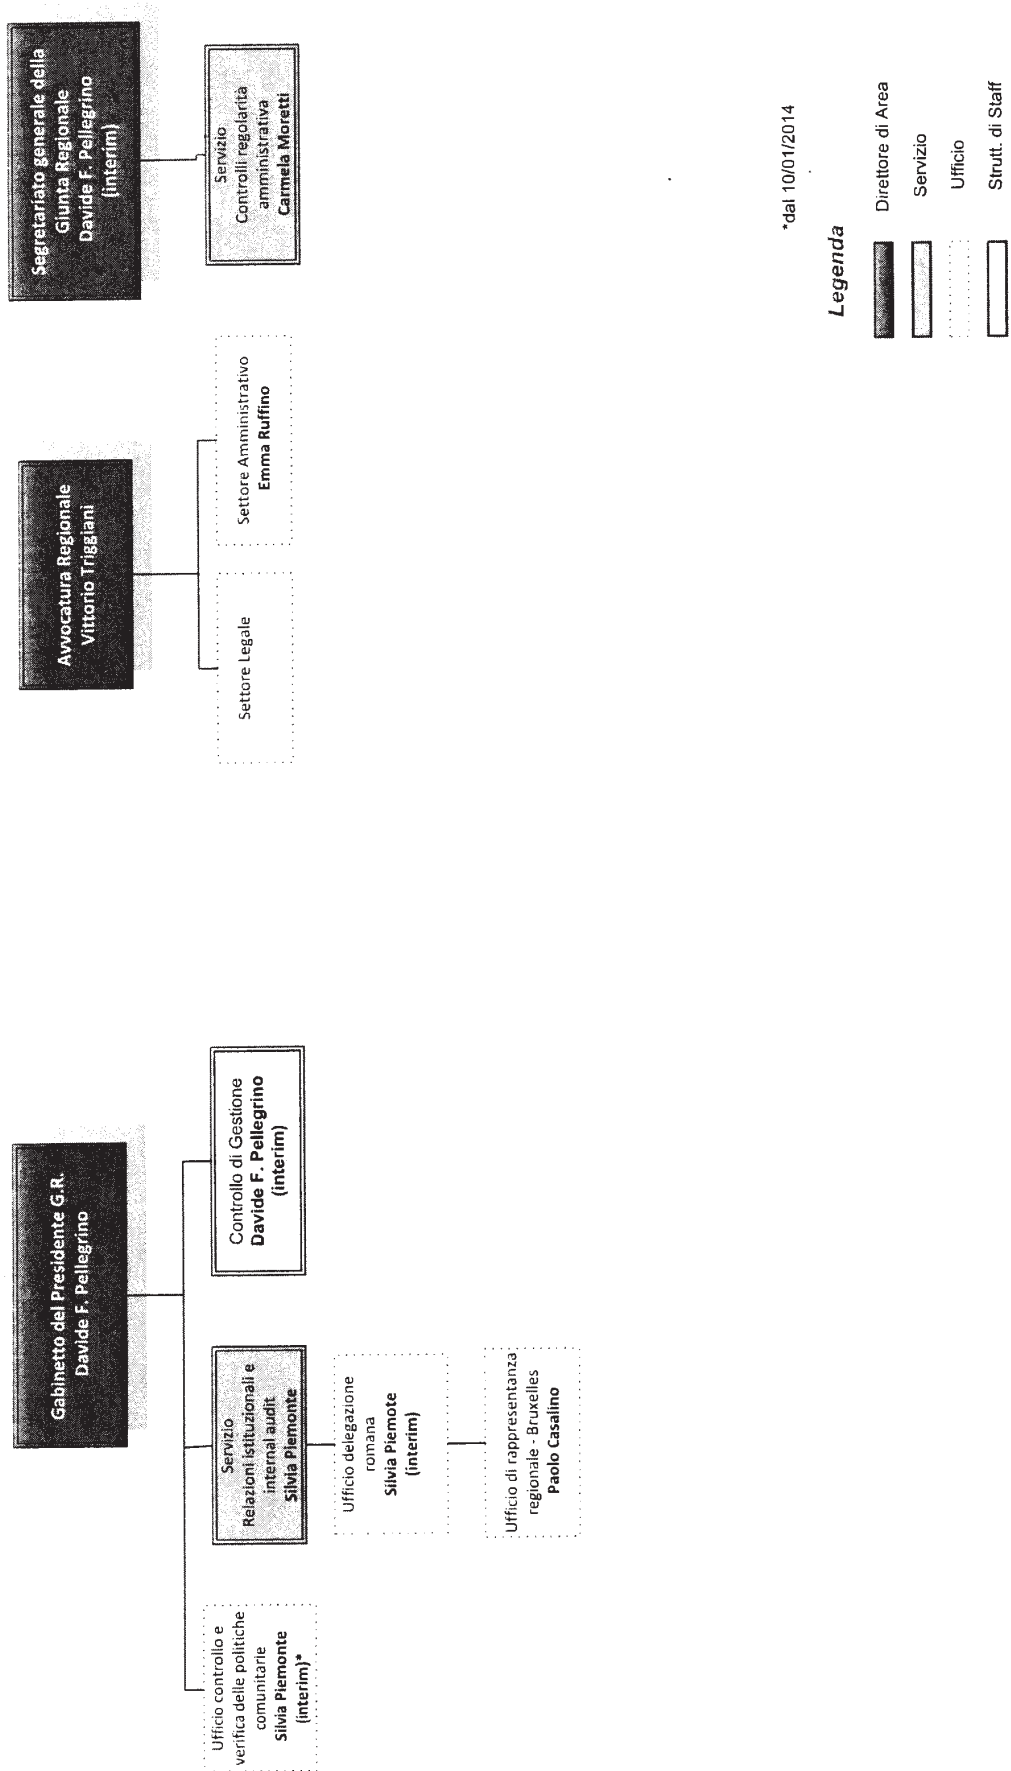 Gabinetto del Presidente G.R.
Davide F. Pellegrino
Ufficio controllo e
verifica delle politiche
comunitarie
Silvia Piemonte
(interim)*
Servizio
Relazioni istituzionali e
internal audit
Silvia Piemonte
Ufficio delegazione
romana
Silvia Piemote
(interim)
Ufficio di rappresentanza
regionale - Bruxelles
Paolo Casalino
Controllo di Gestione
Davide F. Pellegrino
(interim)
Avvocatura Regionale
Vittorio Triggiani
Settore Legale
Settore Amministrativo
Emma Ruffino
Segretariato generale della
Giunta Regionale
Davide F. Pellegrino
(interim)
Servizio
Controlli regolarità
amministrativa
Carmela Moretti
*dal 10/01/2014
Legenda
Direttore di Area
Servizio
Ufficio
Strutt. di Staff